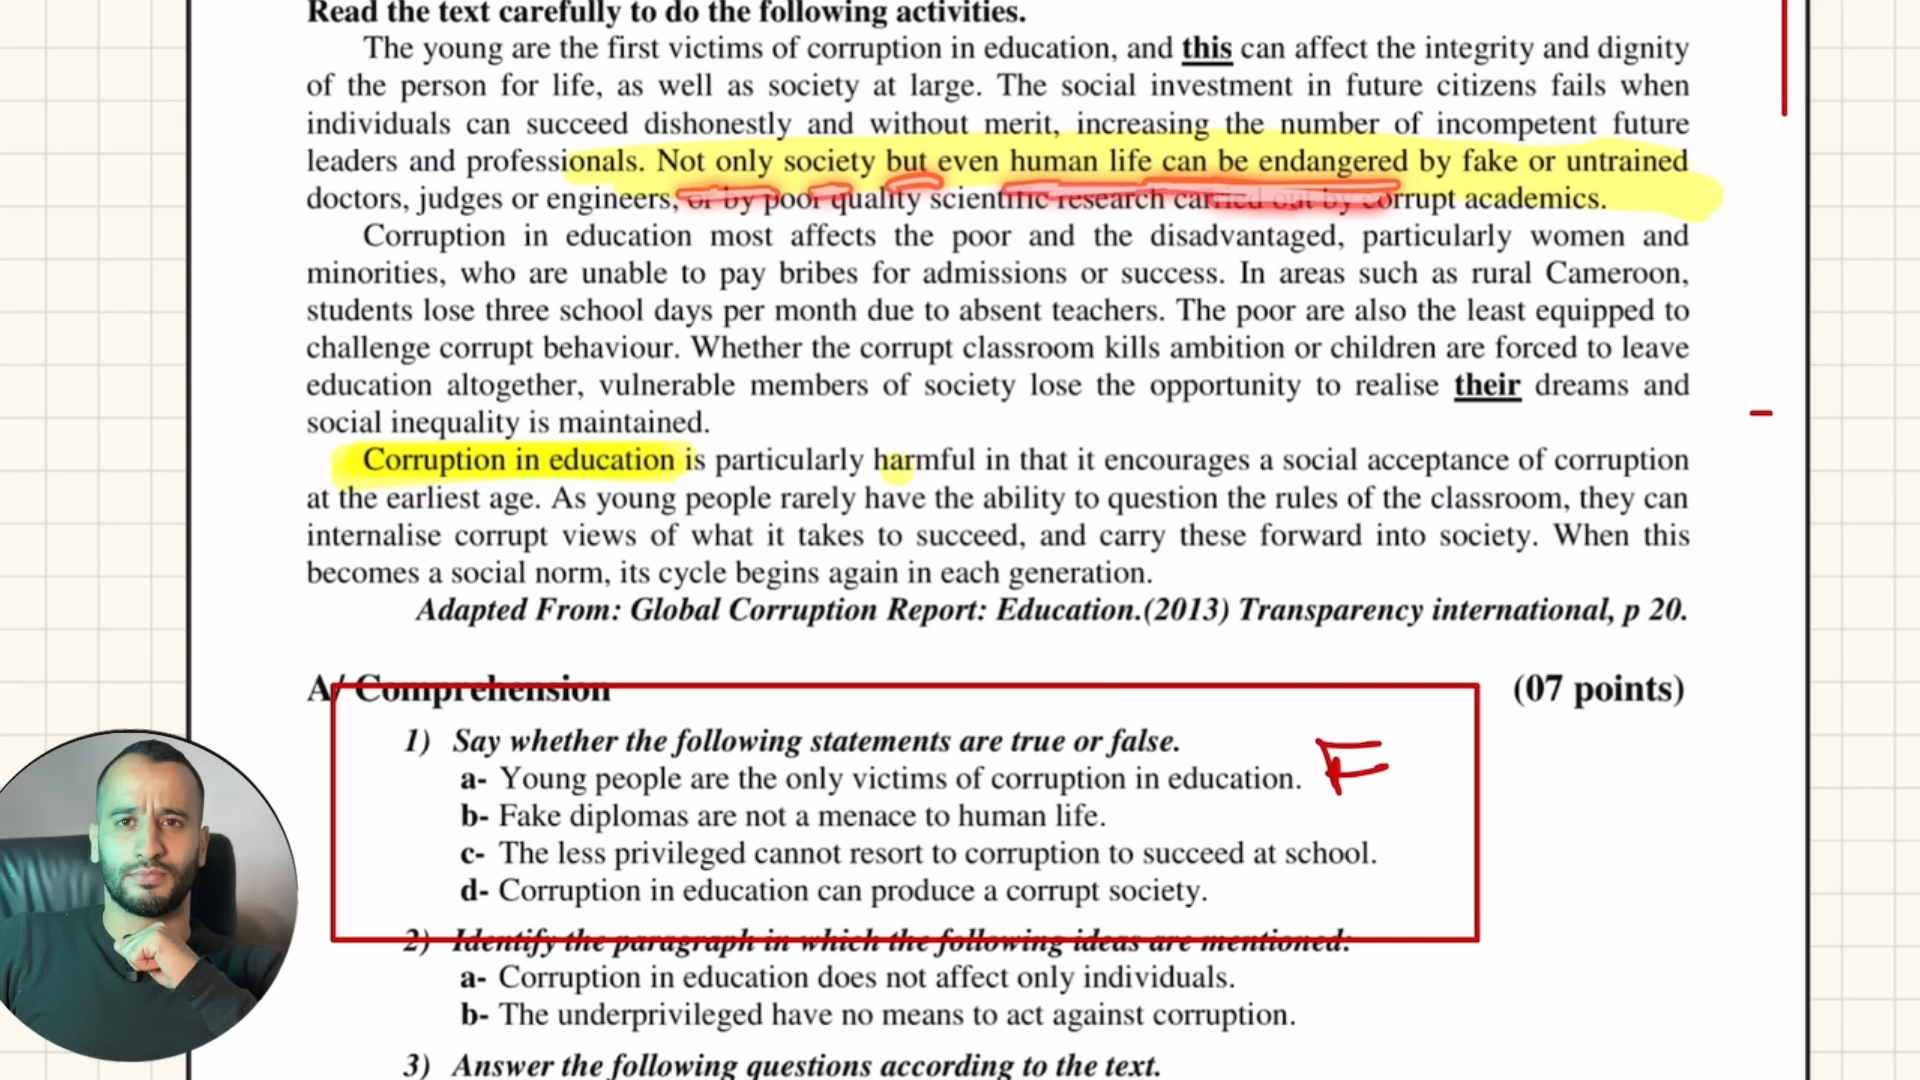 Read the text carefully to do the following activities.
The young are the first victims of corruption in education, and this can affect the integrity and dignity
of the person for life, as well as society at large. The social investment in future citizens fails when
individuals can succeed dishonestly and without merit, increasing the number of incompetent future
leaders and professionals. Not only society but even human life can be endangered by fake or untrained
doctors, judges or engineers, or by poor quality scientific research carried out by corrupt academics.
Corruption in education most affects the poor and the disadvantaged, particularly women and
minorities, who are unable to pay bribes for admissions or success. In areas such as rural Cameroon,
students lose three school days per month due to absent teachers. The poor are also the least equipped to
challenge corrupt behaviour. Whether the corrupt classroom kills ambition or children are forced to leave
education altogether, vulnerable members of society lose the opportunity to realise their dreams and
social inequality is maintained.
Corruption in education is particularly harmful in that it encourages a social acceptance of corruption
at the earliest age. As young people rarely have the ability to question the rules of the classroom, they can
internalise corrupt views of what it takes to succeed, and carry these forward into society. When this
becomes a social norm, its cycle begins again in each generation.
Adapted From: Global Corruption Report: Education.(2013) Transparency international, p 20.
A/ Comprehension (07 points)
1) Say whether the following statements are true or false.
a- Young people are the only victims of corruption in education. F
b- Fake diplomas are not a menace to human life.
c- The less privileged cannot resort to corruption to succeed at school.
d- Corruption in education can produce a corrupt society.
2) Identify the paragraph in which the following ideas are mentioned:
a- Corruption in education does not affect only individuals.
b- The underprivileged have no means to act against corruption.
3) Answer the following questions according to the text.